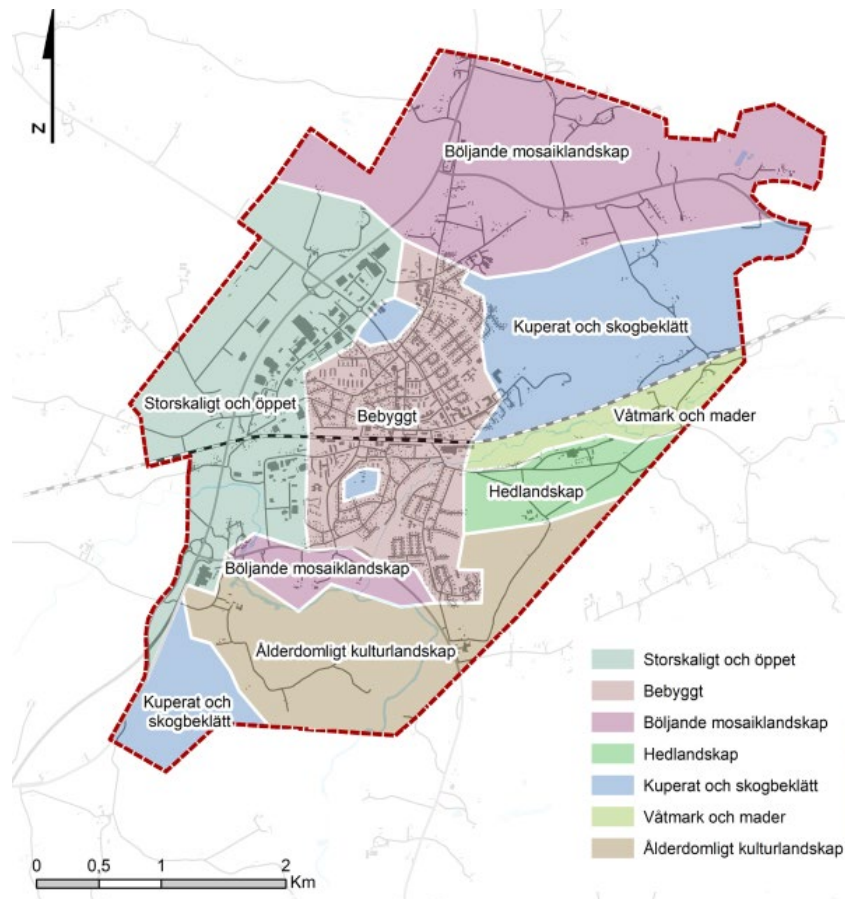 N
Böljande mosaiklandskap
Kuperat och skogbeklätt
Storskaligt och öppet
Bebyggt
Våtmark och mader
Hedlandskap
Böljande mosaiklandskap
Ålderdomligt kulturlandskap
Kuperat och
skogbeklätt
Storskaligt och öppet
Bebyggt
Böljande mosaiklandskap
Hedlandskap
Kuperat och skogbeklätt
Våtmark och mader
Ålderdomligt kulturlandskap
0 0,5 1 2
Km